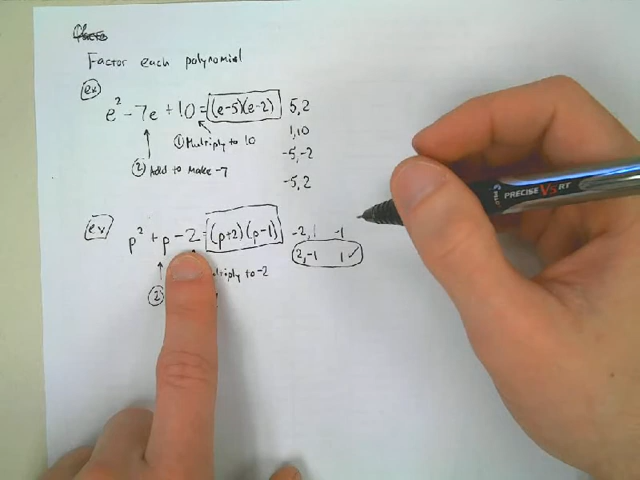 Factor each polynomial
ex
e² - 7e + 10 = (e-5)(e-2) 5, 2
① Multiply to 10 1, 10
-5, -2
② Add to make -7
-5, 2
ex
p² + p - 2 = (p+2)(p-1) -2, 1 -1
2, -1 1 ✓
to -2
②
PRECISE V5 RT